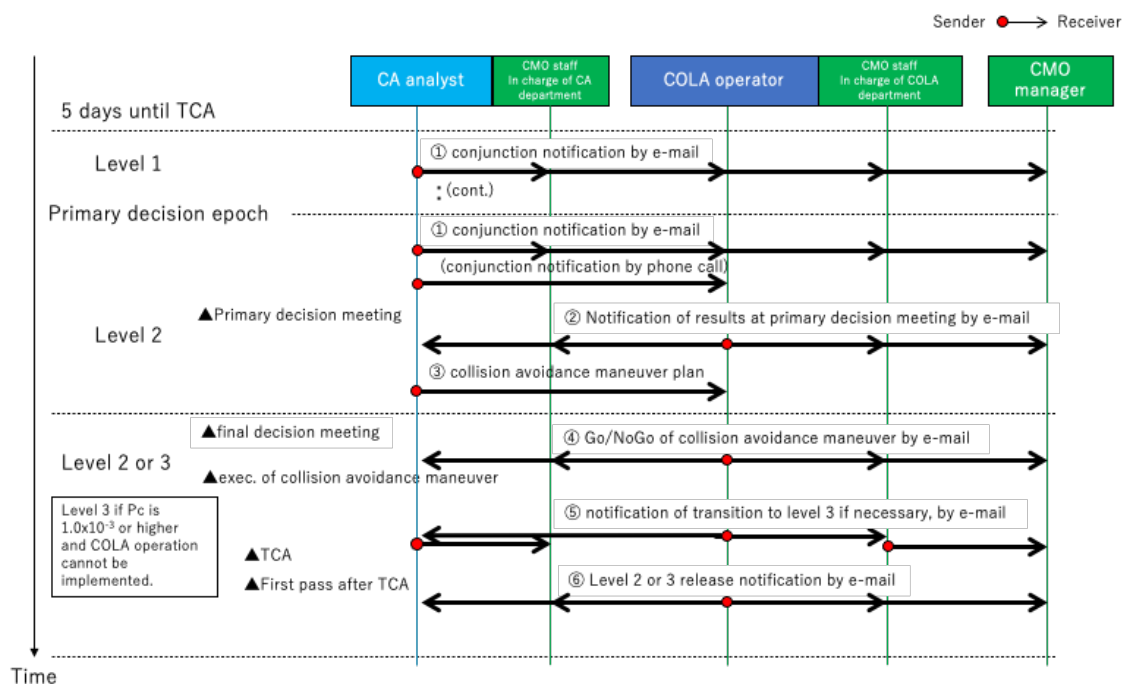 Sender
Receiver
CA analyst
CMO staff
In charge of CA
department
COLA operator
CMO staff
In charge of COLA
department
CMO
manager
5 days until TCA
Level 1
① conjunction notification by e-mail
: (cont.)
Primary decision epoch
① conjunction notification by e-mail
(conjunction notification by phone call)
▲Primary decision meeting
② Notification of results at primary decision meeting by e-mail
Level 2
③ collision avoidance maneuver plan
▲final decision meeting
④ Go/NoGo of collision avoidance maneuver by e-mail
Level 2 or 3
▲exec. of collision avoidance maneuver
Level 3 if Pc is
1.0x10⁻³ or higher
and COLA operation
cannot be
implemented.
⑤ notification of transition to level 3 if necessary, by e-mail
▲TCA
▲First pass after TCA
⑥ Level 2 or 3 release notification by e-mail
Time